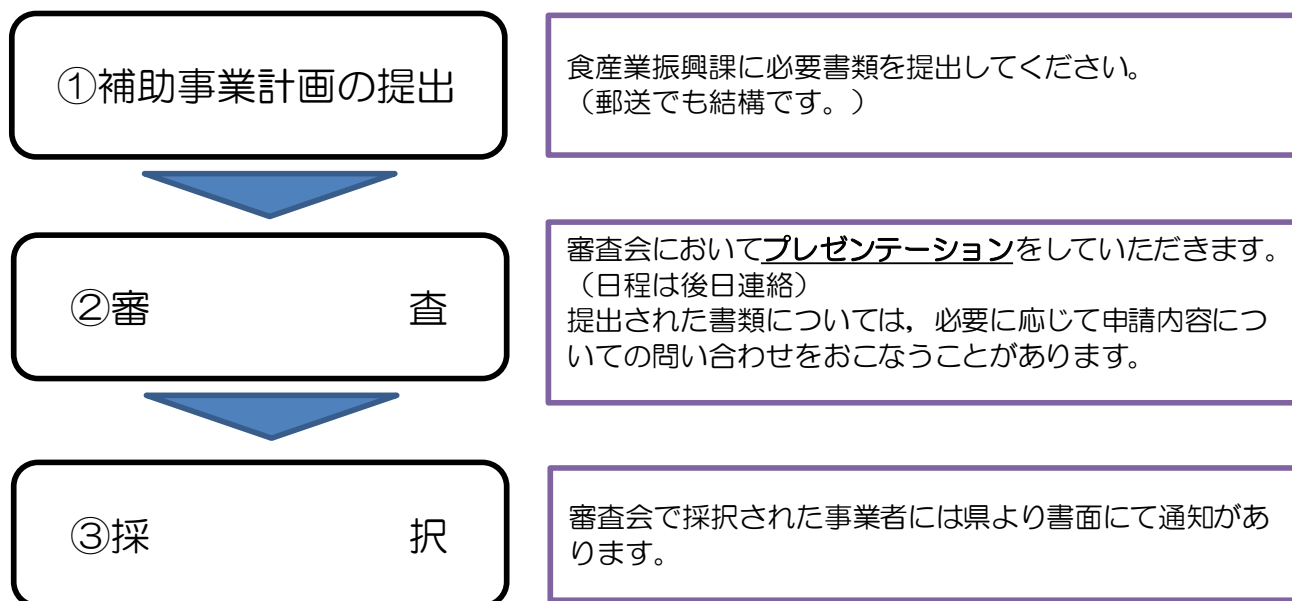 ①補助事業計画の提出
食産業振興課に必要書類を提出してください。
（郵送でも結構です。）
②審　　　　　査
審査会においてプレゼンテーションをしていただきます。
（日程は後日連絡）
提出された書類については，必要に応じて申請内容につ
いての問い合わせをおこなうことがあります。
③採　　　　　択
審査会で採択された事業者には県より書面にて通知があ
ります。